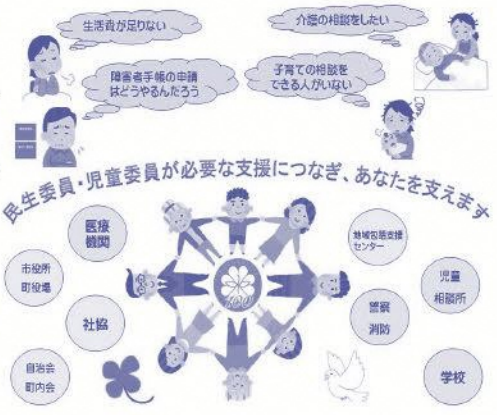 生活費が足りない
介護の相談をしたい
障害者手帳の申請
はどうやるんだろう
子育ての相談を
できる人がいない
民生委員・児童委員が必要な支援につなぎ、あなたを支えます
医療
機関
地域包括支援
センター
市役所
町役場
児童
相談所
社協
警察
消防
自治会
町内会
学校